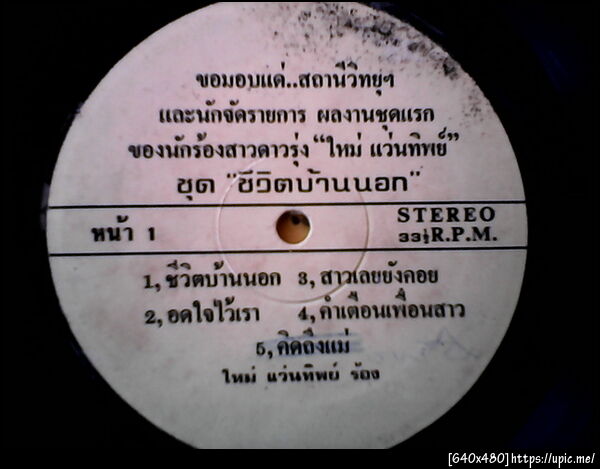 ขอมอบแด่..สถานีวิทยุฯ
และนักจัดรายการ ผลงานชุดแรก
ของนักร้องสาวดาวรุ่ง “ใหม่ แว่นทิพย์”
ชุด "ชีวิตบ้านนอก"
หน้า 1
STEREO
33½R.P.M.
1, ชีวิตบ้านนอก 3, สาวเลยยังคอย
2, อดใจไว้เรา 4, คำเตือนเพื่อนสาว
5, คิดถึงแม่
ใหม่ แว่นทิพย์ ร้อง
[640x480]https://upic.me/